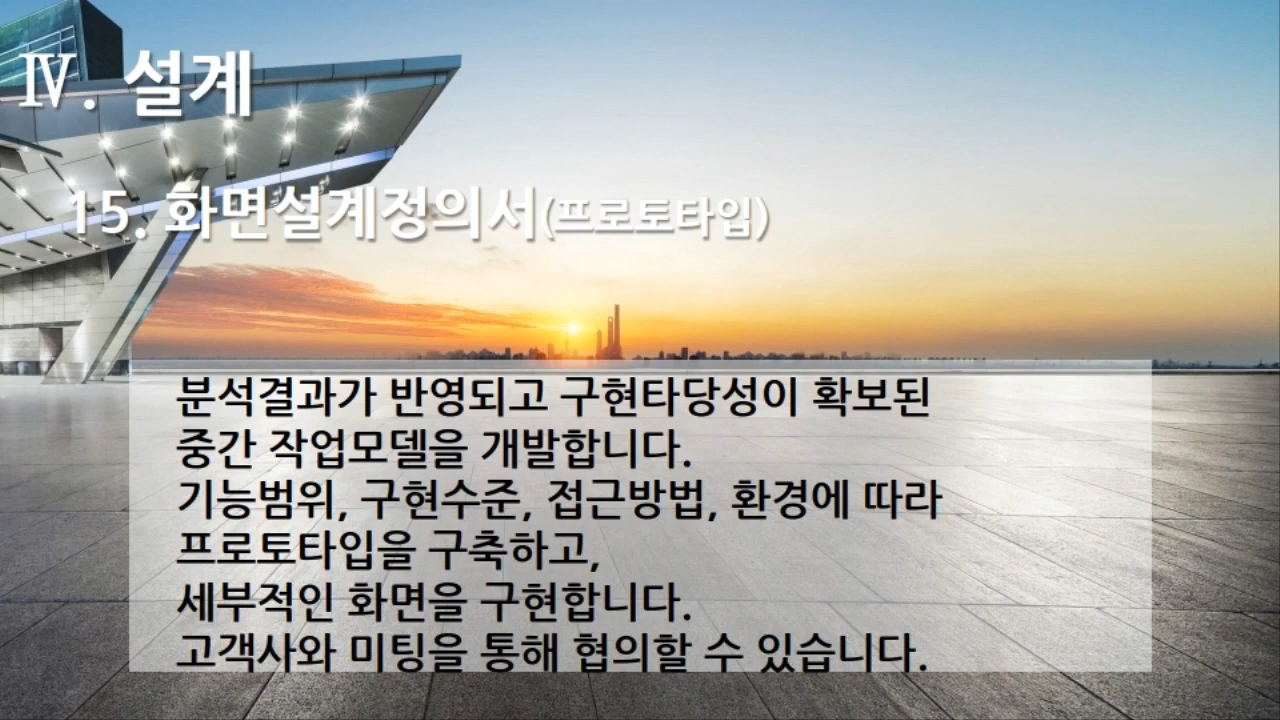 Ⅳ. 설계
15. 화면설계정의서(프로토타입)
분석결과가 반영되고 구현타당성이 확보된
중간 작업모델을 개발합니다.
기능범위, 구현수준, 접근방법, 환경에 따라
프로토타입을 구축하고,
세부적인 화면을 구현합니다.
고객사와 미팅을 통해 협의할 수 있습니다.